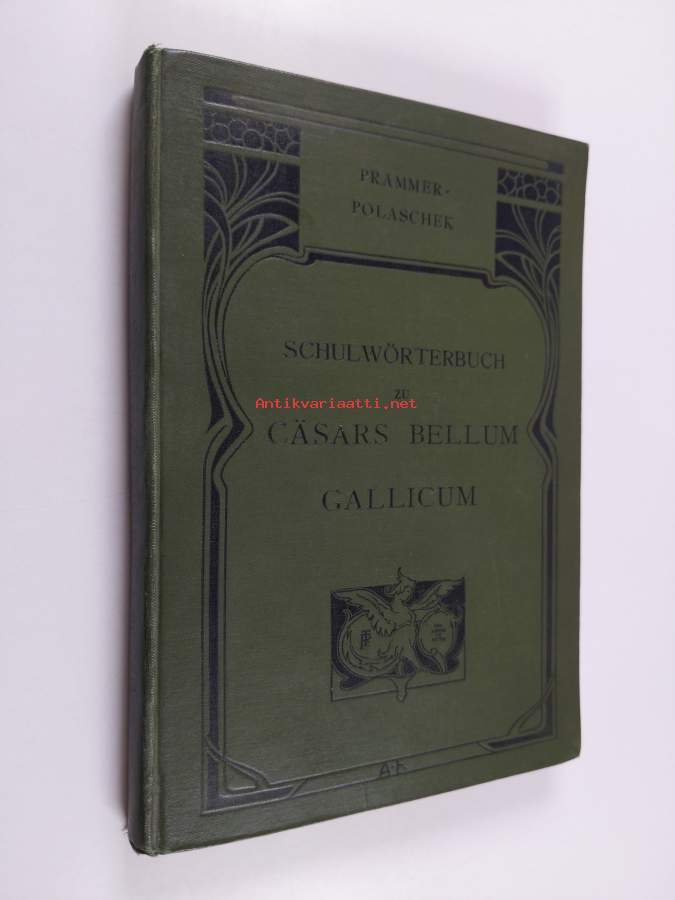 PRAMMER-
POLASCHEK
SCHULWÖRTERBUCH
ZU
Antikvariaatti.net
CÄSARS BELLUM
GALLICUM
A.F.